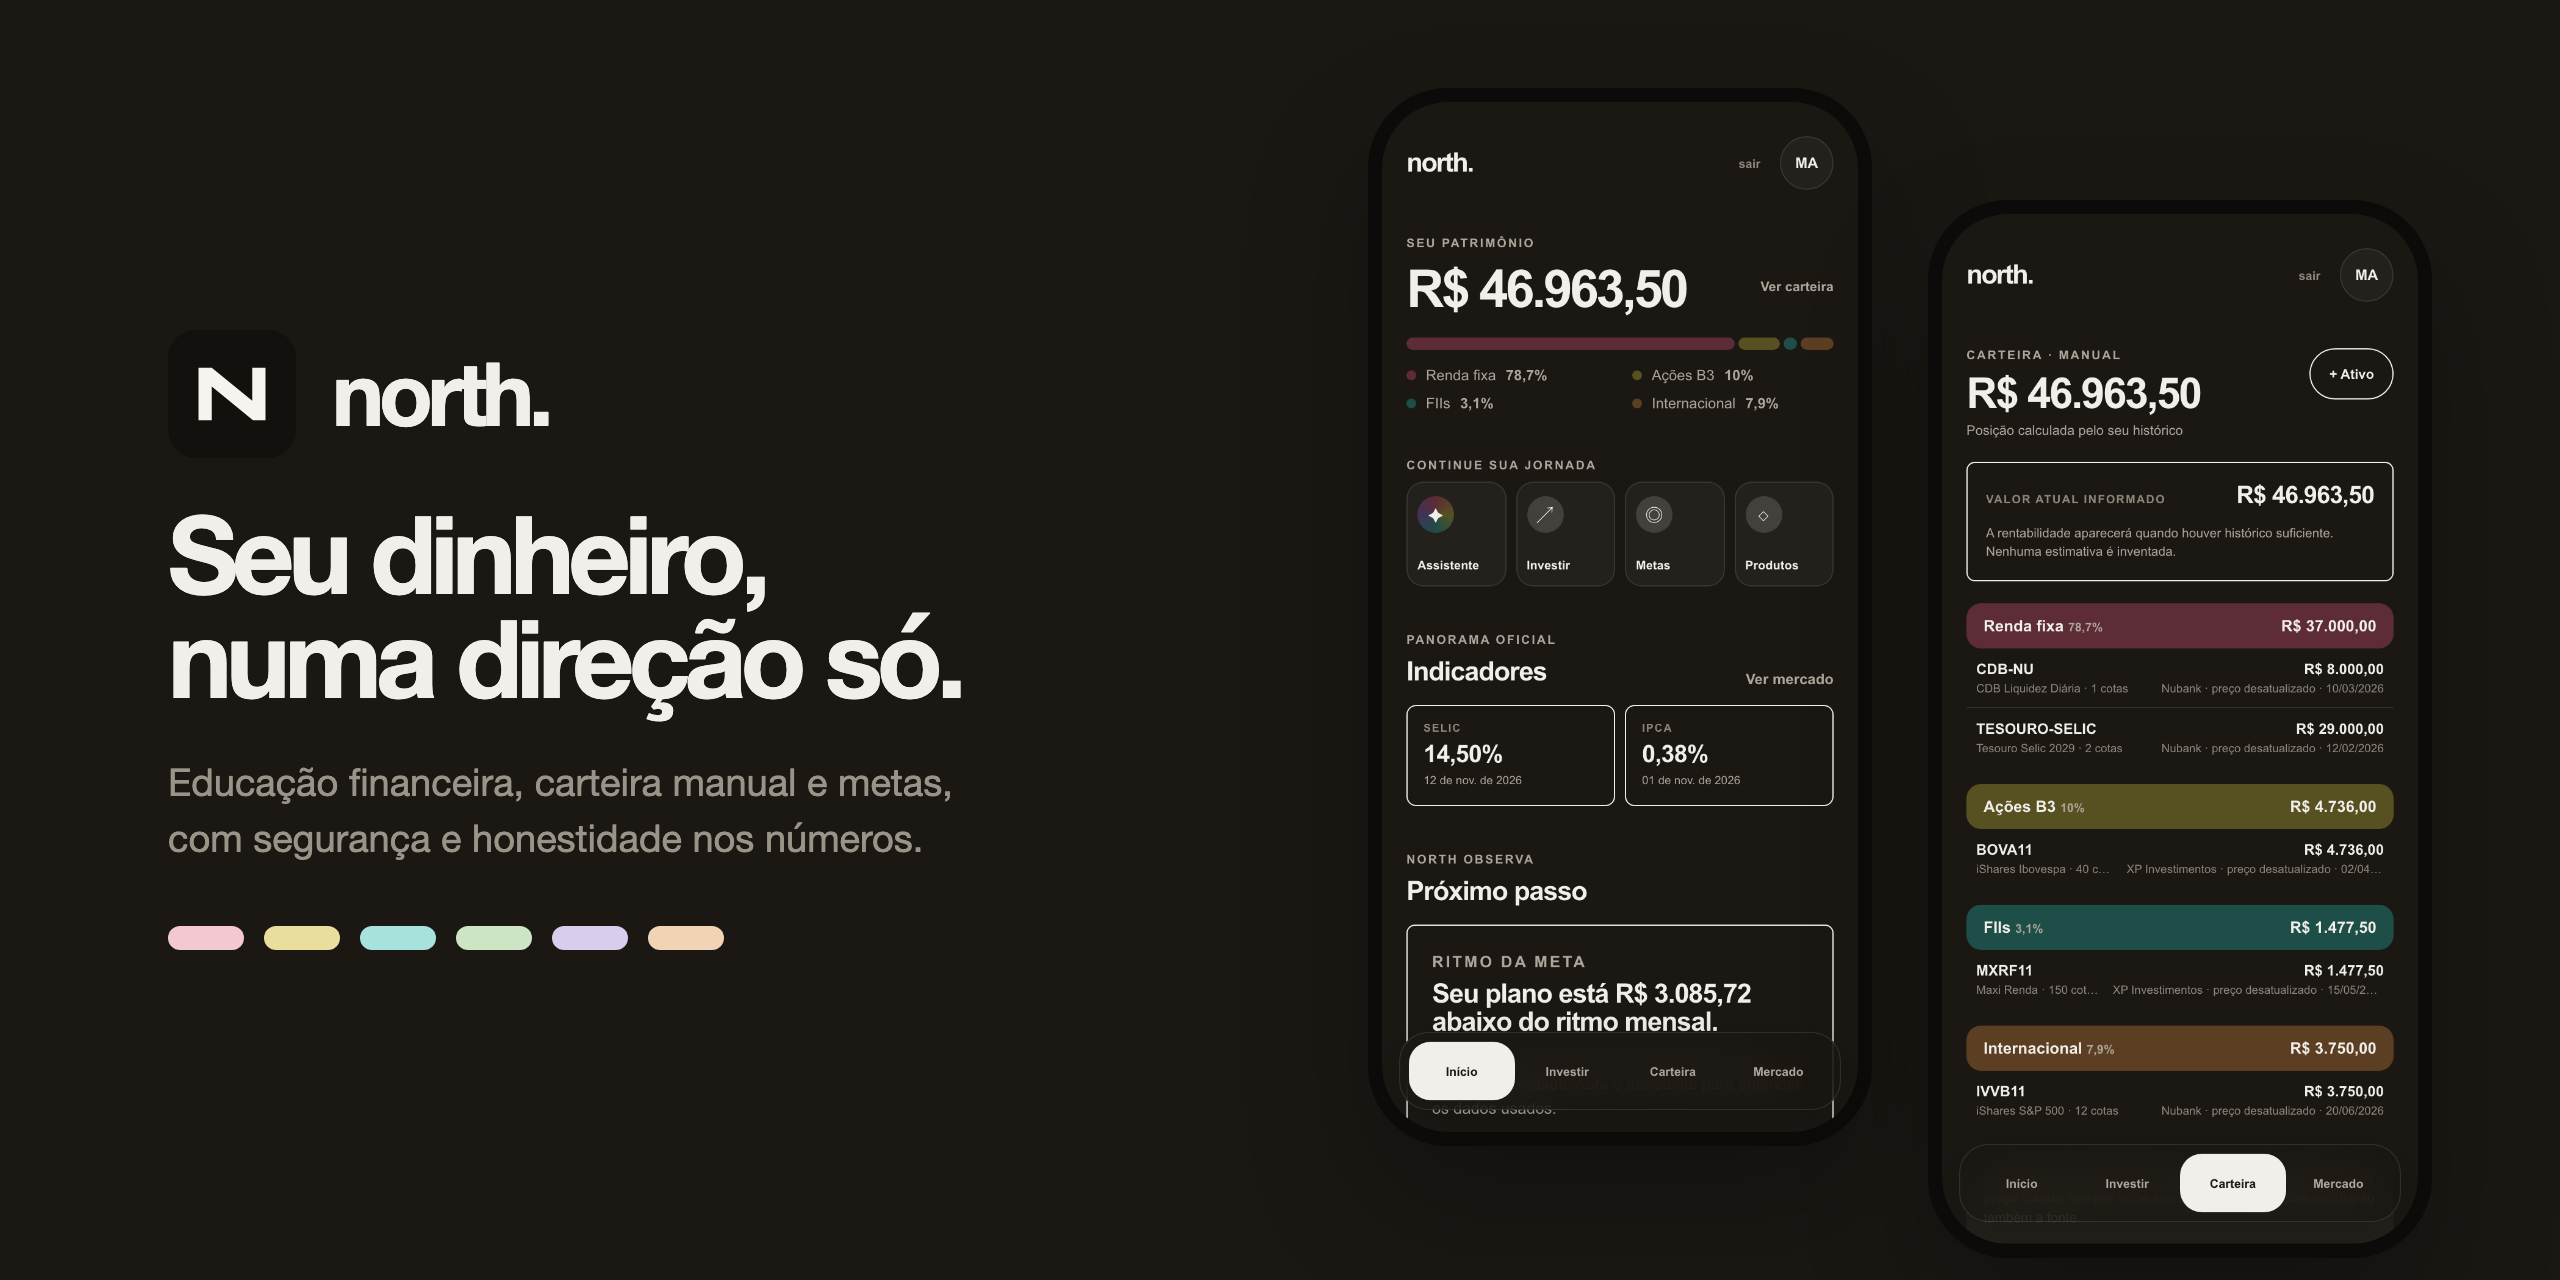 N north.
Seu dinheiro,
numa direção só.
Educação financeira, carteira manual e metas,
com segurança e honestidade nos números.
north. sair MA
SEU PATRIMÔNIO
R$ 46.963,50 Ver carteira
Renda fixa 78,7% Ações B3 10%
FIIs 3,1% Internacional 7,9%
CONTINUE SUA JORNADA
Assistente Investir Metas Produtos
PANORAMA OFICIAL
Indicadores Ver mercado
SELIC IPCA
14,50% 0,38%
12 de nov. de 2026 01 de nov. de 2026
NORTH OBSERVA
Próximo passo
RITMO DA META
Seu plano está R$ 3.085,72
abaixo do ritmo mensal.
Início Investir Carteira Mercado
os dados usados.
north. sair MA
CARTEIRA · MANUAL
R$ 46.963,50 + Ativo
Posição calculada pelo seu histórico
VALOR ATUAL INFORMADO R$ 46.963,50
A rentabilidade aparecerá quando houver histórico suficiente.
Nenhuma estimativa é inventada.
Renda fixa 78,7% R$ 37.000,00
CDB-NU R$ 8.000,00
CDB Liquidez Diária · 1 cotas Nubank · preço desatualizado · 10/03/2026
TESOURO-SELIC R$ 29.000,00
Tesouro Selic 2029 · 2 cotas Nubank · preço desatualizado · 12/02/2026
Ações B3 10% R$ 4.736,00
BOVA11 R$ 4.736,00
iShares Ibovespa · 40 c... XP Investimentos · preço desatualizado · 02/04...
FIIs 3,1% R$ 1.477,50
MXRF11 R$ 1.477,50
Maxi Renda · 150 cot... XP Investimentos · preço desatualizado · 15/05/2...
Internacional 7,9% R$ 3.750,00
IVVB11 R$ 3.750,00
iShares S&P 500 · 12 cotas Nubank · preço desatualizado · 20/06/2026
Início Investir Carteira Mercado
também a fonte.